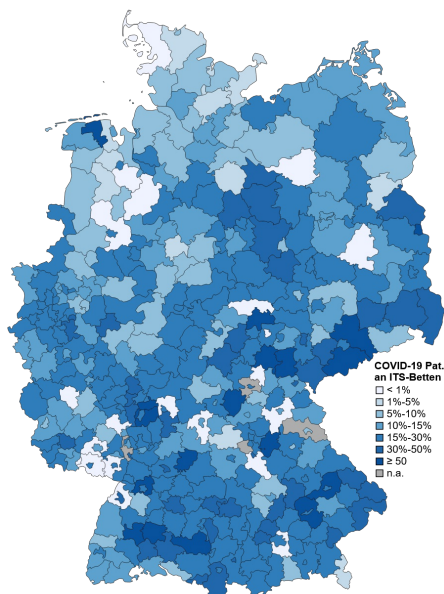 COVID-19 Pat.
an ITS-Betten
< 1%
1%-5%
5%-10%
10%-15%
15%-30%
30%-50%
≥ 50
n.a.